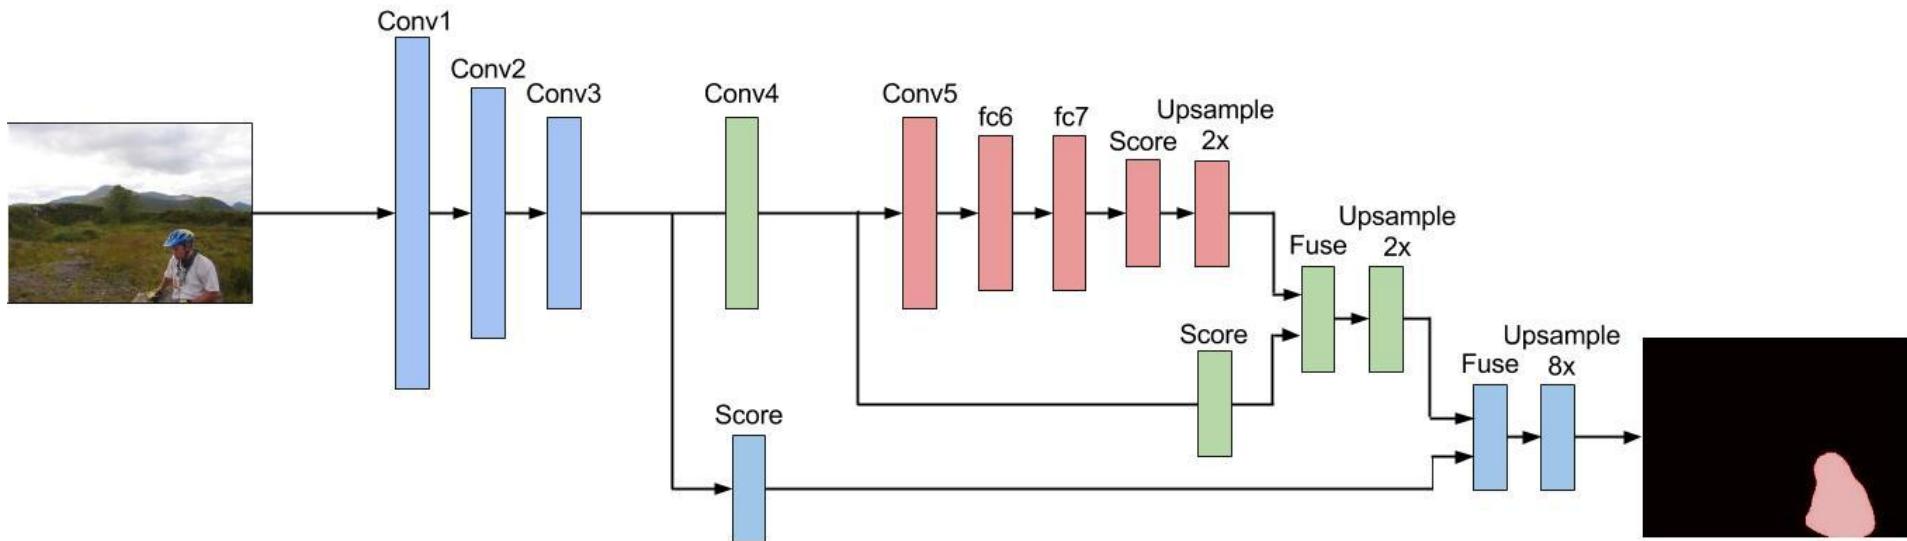 Conv1
Conv2
Conv3
Conv4
Conv5
fc6
fc7
Score
Upsample
2x
Fuse
Upsample
2x
Score
Fuse
Upsample
8x
Score